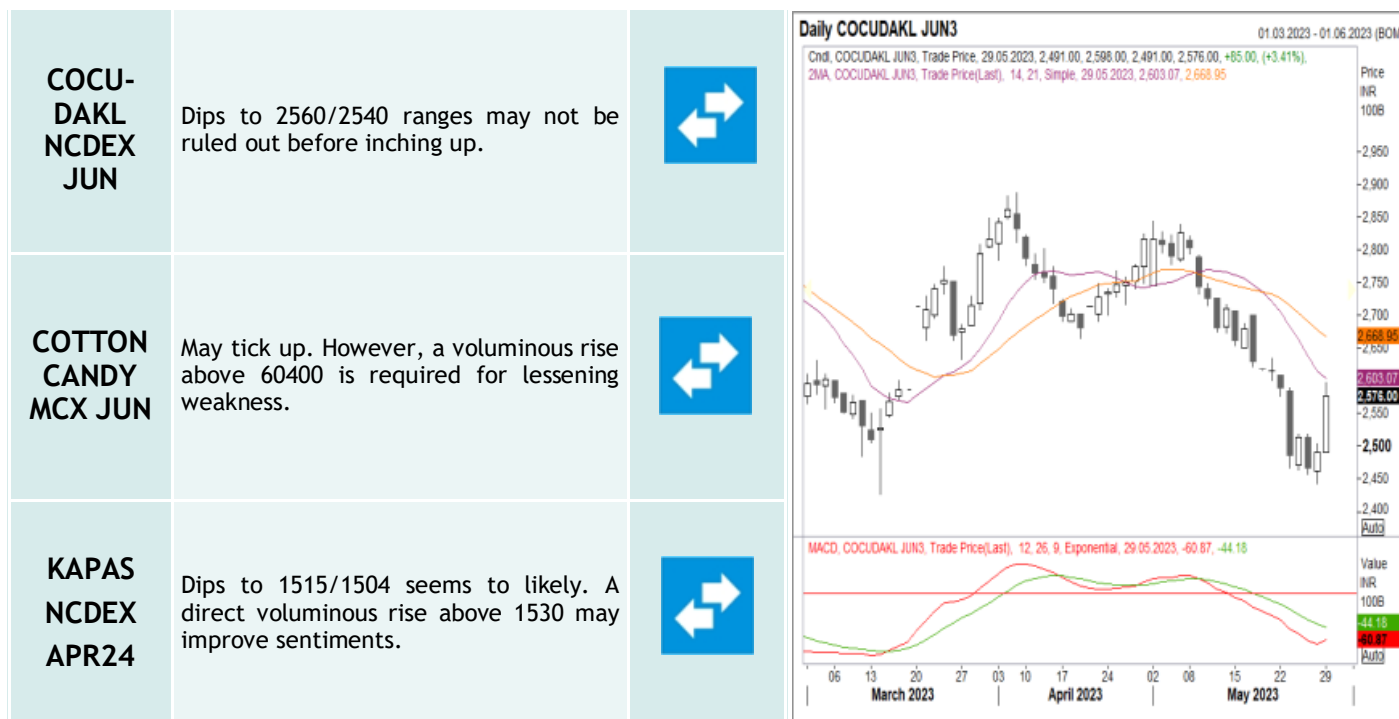 COCU-
DAKL
NCDEX
JUN
Dips to 2560/2540 ranges may not be
ruled out before inching up.
COTTON
CANDY
MCX JUN
May tick up. However, a voluminous rise
above 60400 is required for lessening
weakness.
KAPAS
NCDEX
APR24
Dips to 1515/1504 seems to likely. A
direct voluminous rise above 1530 may
improve sentiments.
Daily COCUDAKL JUN3
01.03.2023 - 01.06.2023 (BOM
Cndl, COCUDAKL JUN3, Trade Price, 29.05.2023, 2,491.00, 2,598.00, 2,491.00, 2,576.00, +85.00, (+3.41%),
2MA, COCUDAKL JUN3, Trade Price(Last), 14, 21, Simple, 29.05.2023, 2,603.07, 2,668.95
Price
INR
100B
2,950
2,900
2,850
2,800
2,750
2,700
2,668.95
2,650
2,603.07
2,576.00
2,550
2,500
2,450
2,400
Auto
MACD, COCUDAKL JUN3, Trade Price(Last), 12, 26, 9, Exponential, 29.05.2023, -60.87, -44.18
Value
INR
100B
-44.18
-60.87
Auto
06 13 20 27 03 10 17 24 02 08 15 22 29
March 2023 April 2023 May 2023